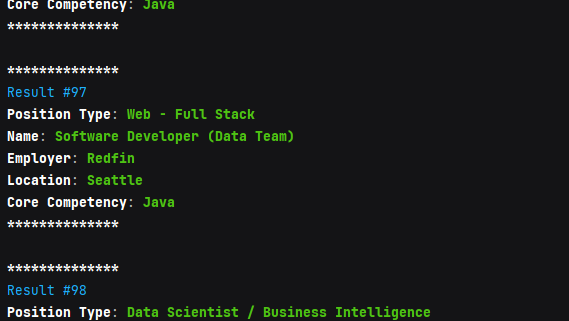 Core Competency: Java
**************
**************
Result #97
Position Type: Web - Full Stack
Name: Software Developer (Data Team)
Employer: Redfin
Location: Seattle
Core Competency: Java
**************
**************
Result #98
Position Type: Data Scientist / Business Intelligence